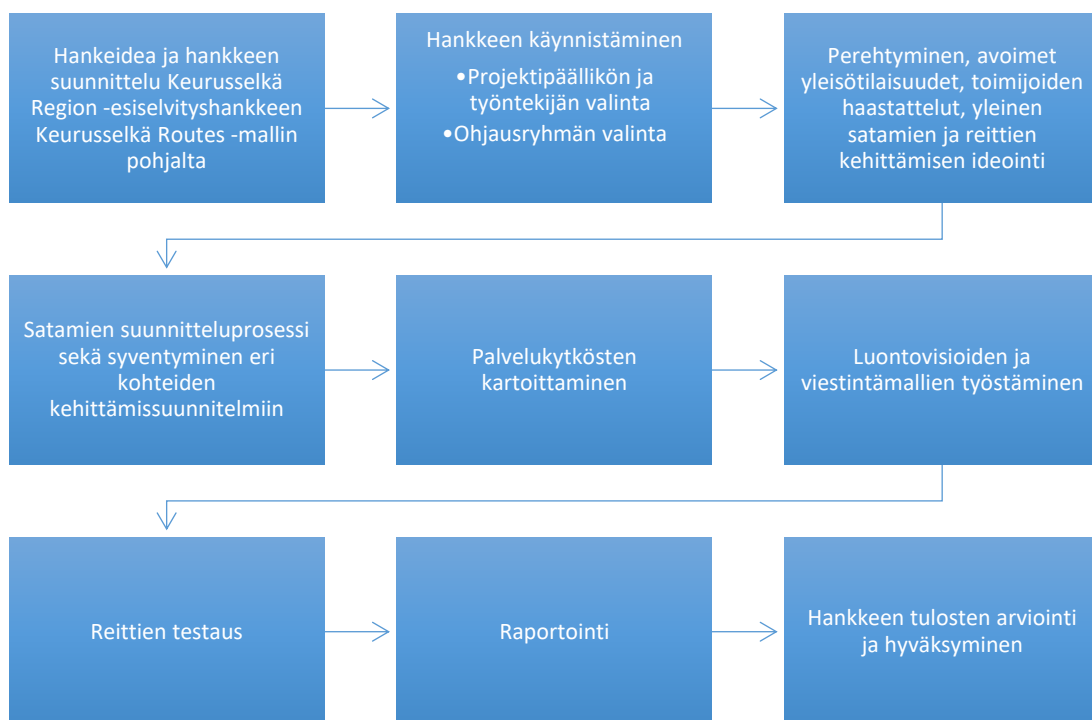 Hankeidea ja hankkeen
suunnittelu Keurusselkä
Region -esiselvityshankkeen
Keurusselkä Routes -mallin
pohjalta
Hankkeen käynnistäminen
•Projektipäällikön ja
työntekijän valinta
•Ohjausryhmän valinta
Perehtyminen, avoimet
yleisötilaisuudet, toimijoiden
haastattelut, yleinen
satamien ja reittien
kehittämisen ideointi
Satamien suunnitteluprosessi
sekä syventyminen eri
kohteiden
kehittämissuunnitelmiin
Palvelukytkösten
kartoittaminen
Luontovisioiden ja
viestintämallien työstäminen
Reittien testaus
Raportointi
Hankkeen tulosten arviointi
ja hyväksyminen